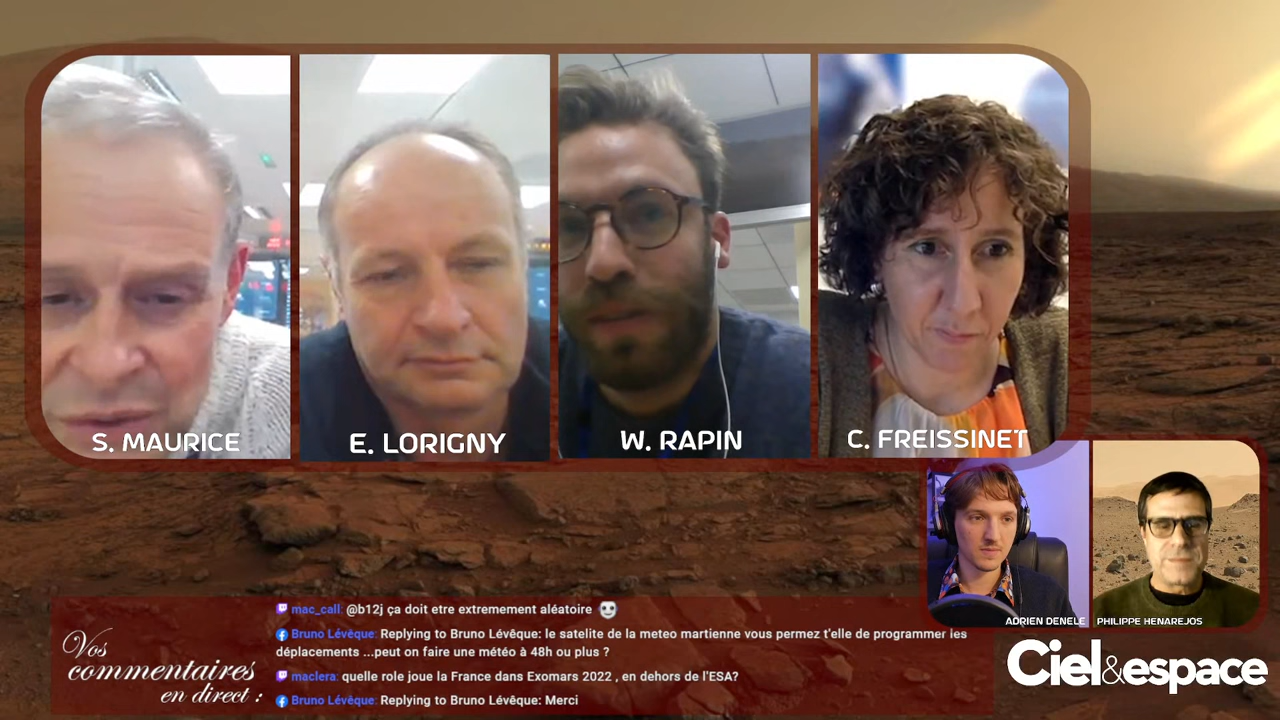 S. MAURICE
E. LORIGNY
W. RAPIN
C. FREISSINET
ADRIEN DENELE
PHILIPPE HENAREJOS
Vos
commentaires
en direct :
mac_call: @b12j ça doit etre extremement aléatoire
Bruno Lévêque: Replying to Bruno Lévêque: le satelite de la meteo martienne vous permez t'elle de programmer les
déplacements ...peut on faire une météo à 48h ou plus ?
maclera: quelle role joue la France dans Exomars 2022 , en dehors de l'ESA?
Bruno Lévêque: Replying to Bruno Lévêque: Merci
Ciel&espace